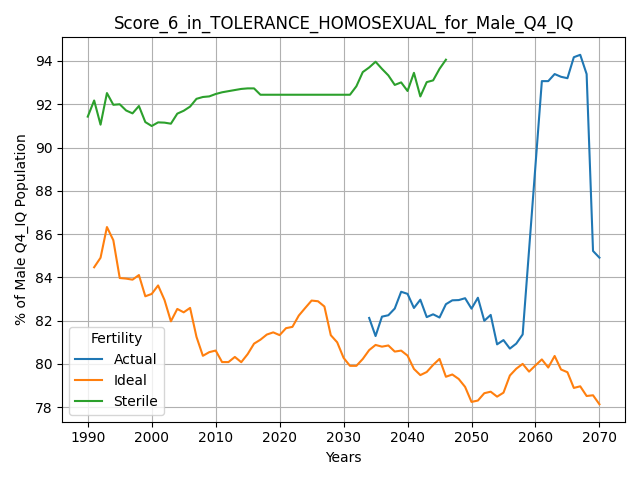 Score_6_in_TOLERANCE_HOMOSEXUAL_for_Male_Q4_IQ
% of Male Q4_IQ Population
94
92
90
88
86
84
82
80
78
Fertility
Actual
Ideal
Sterile
1990 2000 2010 2020 2030 2040 2050 2060 2070
Years